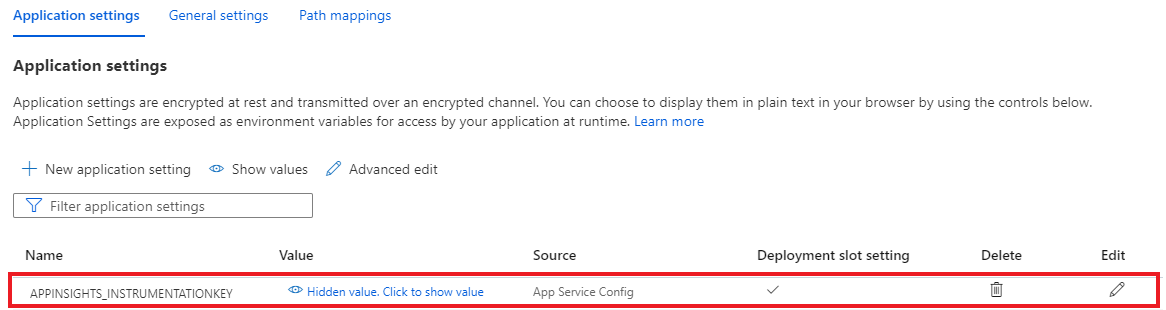 Application settings General settings Path mappings
Application settings
Application settings are encrypted at rest and transmitted over an encrypted channel. You can choose to display them in plain text in your browser by using the controls below.
Application Settings are exposed as environment variables for access by your application at runtime. Learn more
New application setting Show values Advanced edit
Filter application settings
Name Value Source Deployment slot setting Delete Edit
APPINSIGHTS_INSTRUMENTATIONKEY Hidden value. Click to show value App Service Config